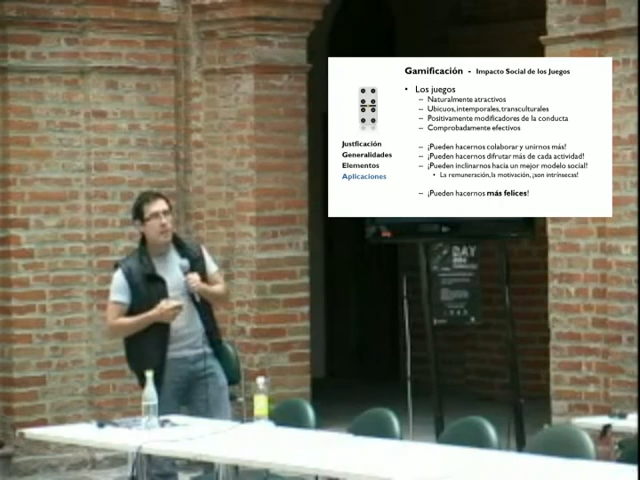 Gamificación - Impacto Social de los Juegos
• Los juegos
– Naturalmente atractivos
– Ubicuos, intemporales, transculturales
– Positivamente modificadores de la conducta
– Comprobadamente efectivos
Justficación
Generalidades
Elementos
Aplicaciones
– ¡Pueden hacernos colaborar y unirnos más!
– ¡Pueden hacernos difrutar más de cada actividad!
– ¡Pueden inclinarnos hacia un mejor modelo social!
• La remuneración, la motivación, ¡son intrínsecas!
– ¡Pueden hacernos más felices!
DAY